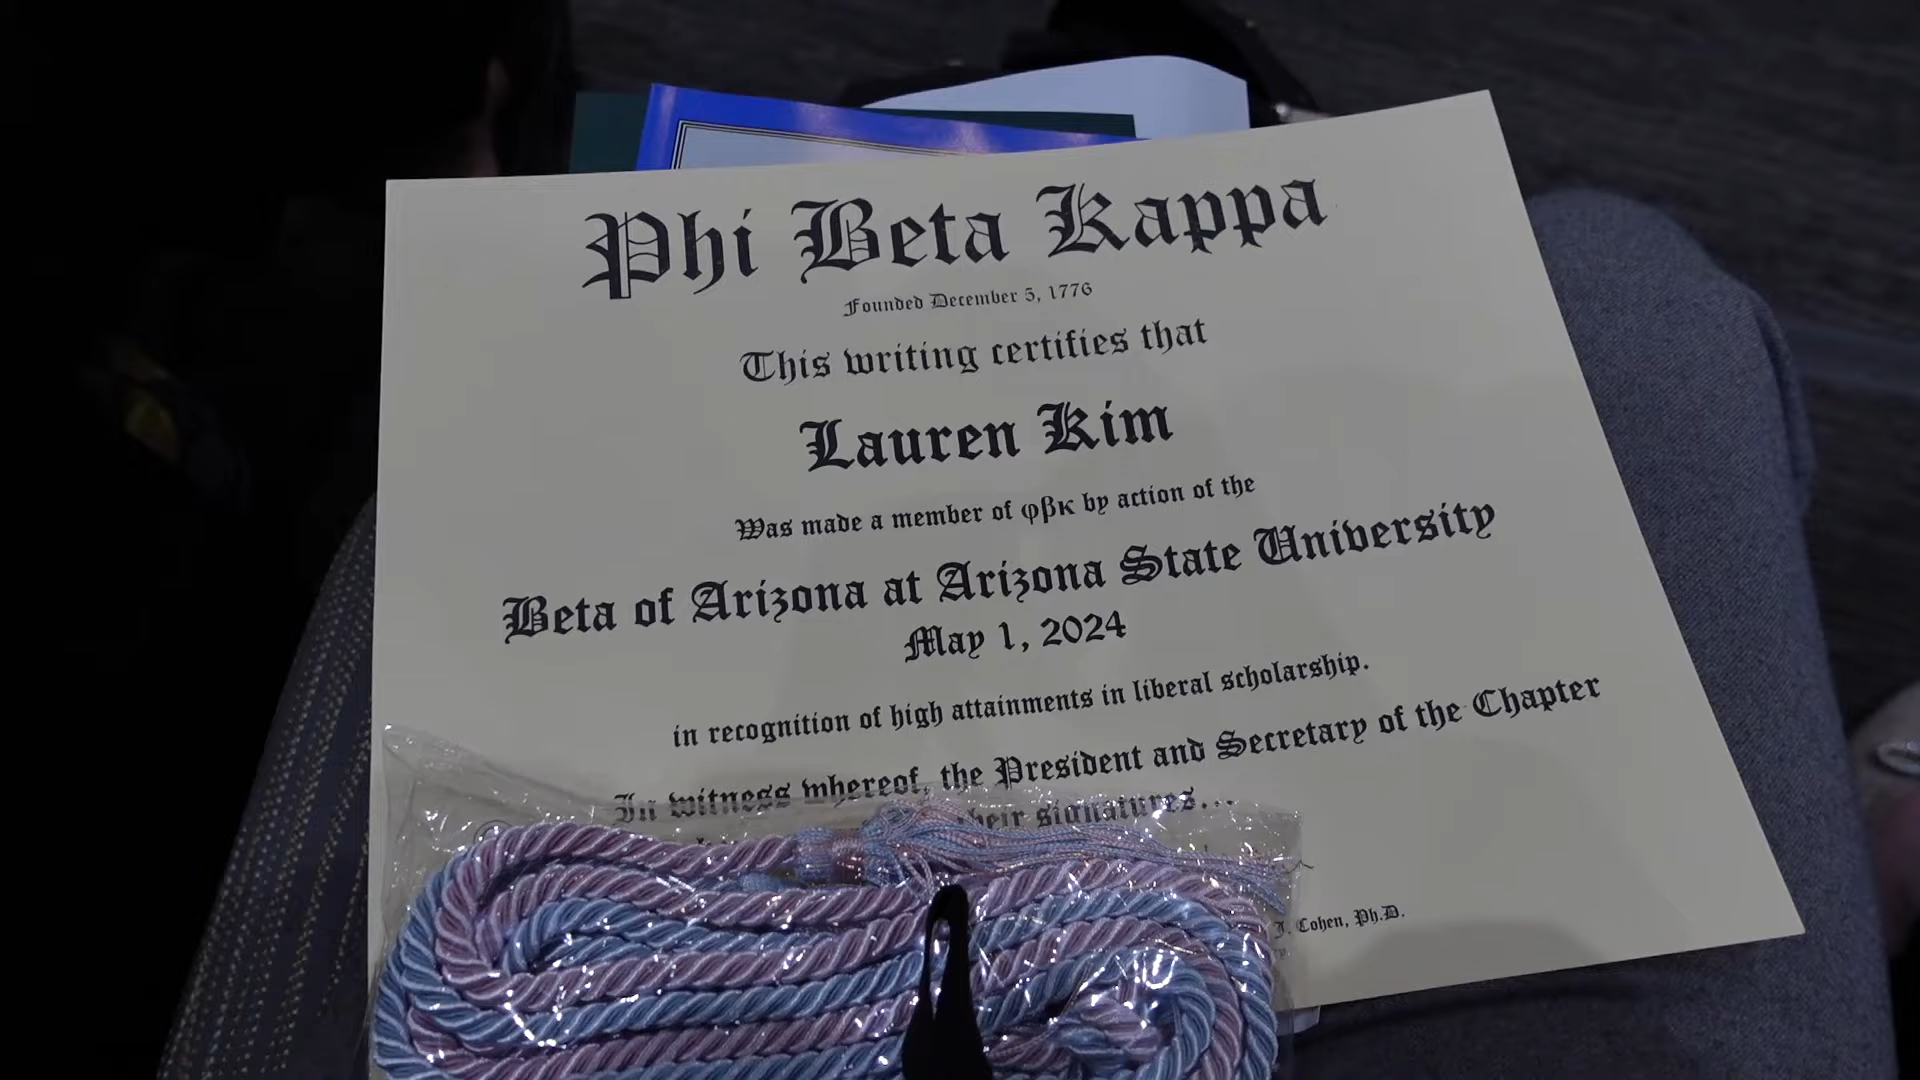 Phi Beta Kappa
Founded December 5, 1776
This writing certifies that
Lauren Kim
Was made a member of φβκ by action of the
Beta of Arizona at Arizona State University
May 1, 2024
in recognition of high attainments in liberal scholarship.
In witness whereof, the President and Secretary of the Chapter
their signatures...
J. Cohen, Ph.D.